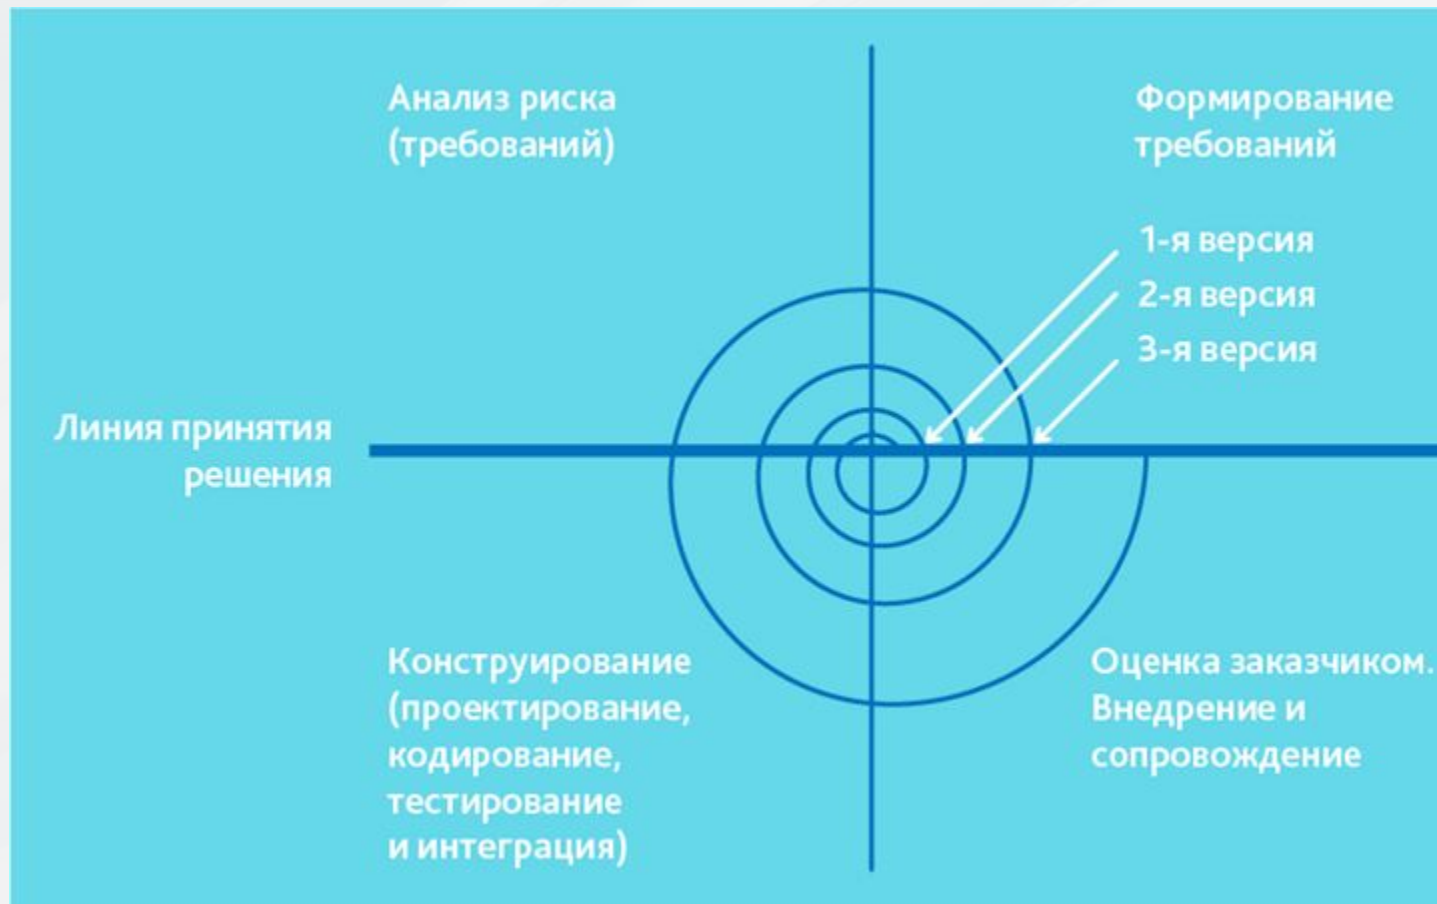 Анализ риска
(требований)
Формирование
требований
1-я версия
2-я версия
3-я версия
Линия принятия
решения
Конструирование
(проектирование,
кодирование,
тестирование
и интеграция)
Оценка заказчиком.
Внедрение и
сопровождение